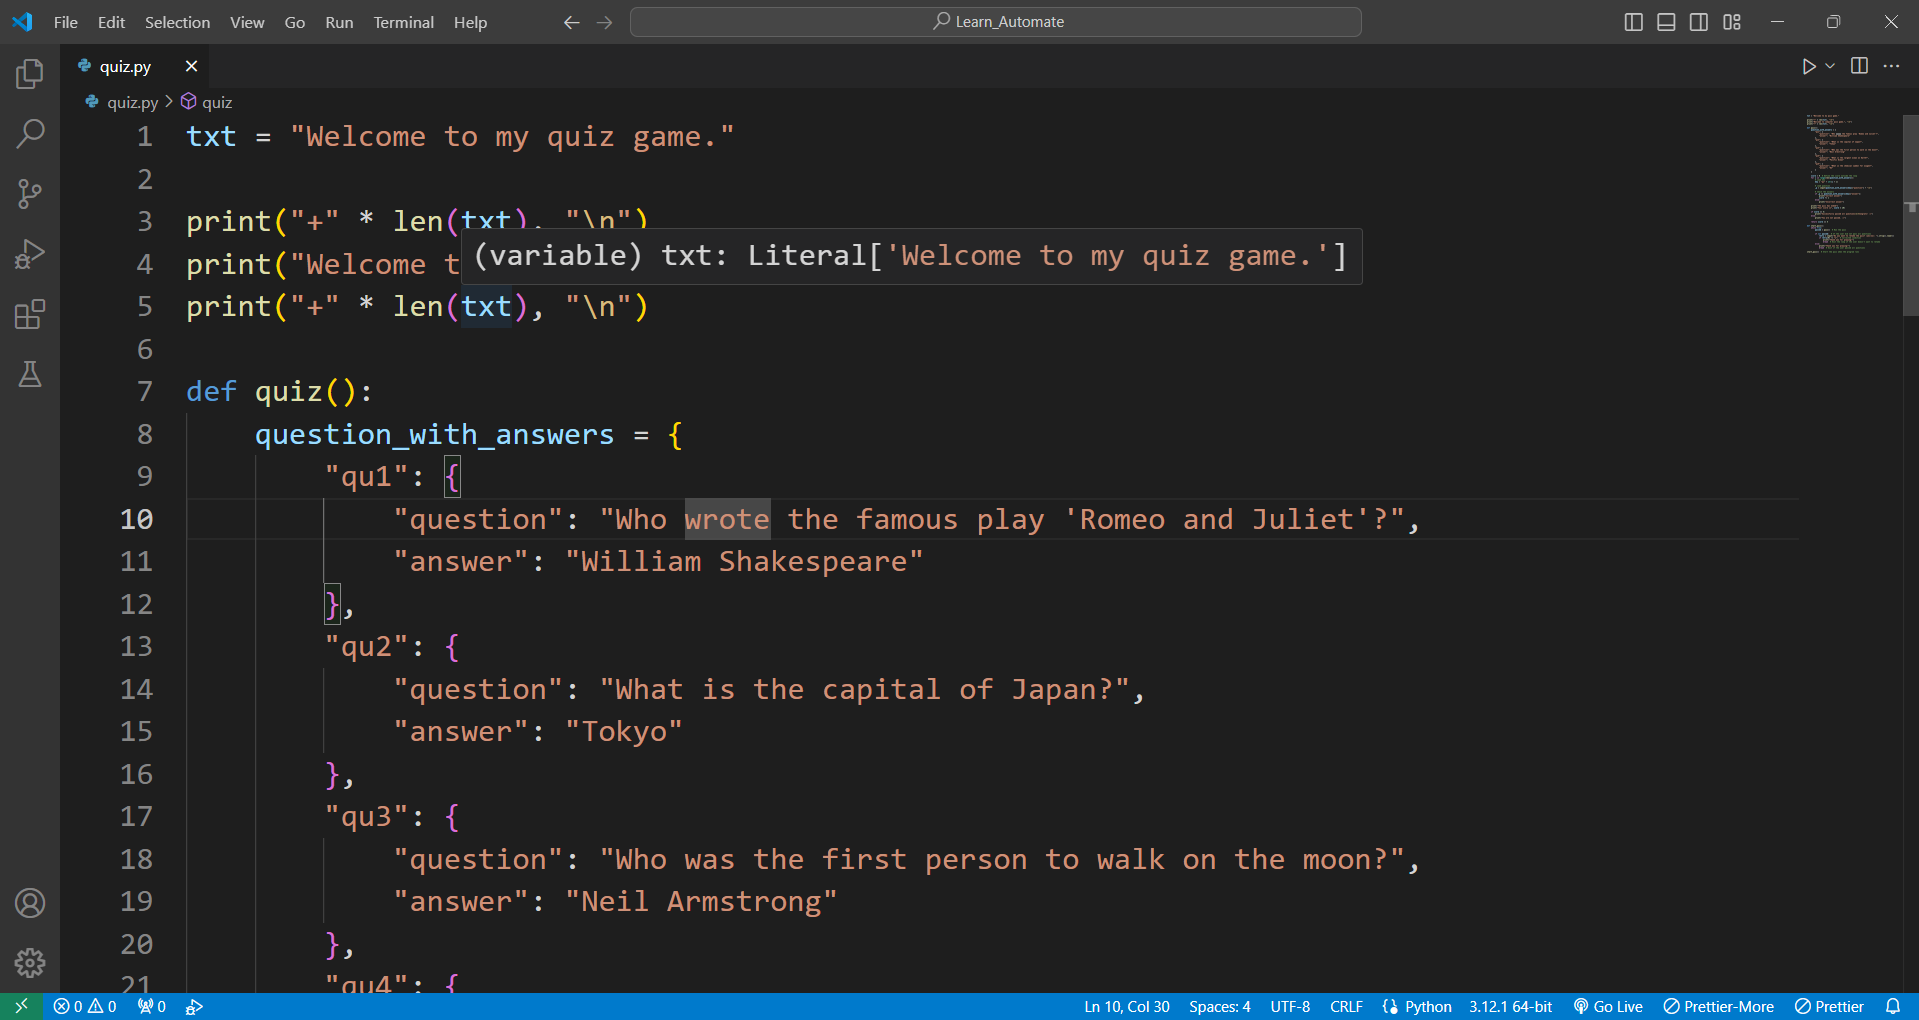 File Edit Selection View Go Run Terminal Help
Learn_Automate
quiz.py
quiz.py > quiz
1 txt = "Welcome to my quiz game."
2
3 print("+" * len(txt), "\n")
4 print("Welcome t
(variable) txt: Literal['Welcome to my quiz game.']
5 print("+" * len(txt), "\n")
6
7 def quiz():
8 question_with_answers = {
9 "qu1": {
10 "question": "Who wrote the famous play 'Romeo and Juliet'?",
11 "answer": "William Shakespeare"
12 },
13 "qu2": {
14 "question": "What is the capital of Japan?",
15 "answer": "Tokyo"
16 },
17 "qu3": {
18 "question": "Who was the first person to walk on the moon?",
19 "answer": "Neil Armstrong"
20 },
21 "qu4": {
0 0 0 Ln 10, Col 30 Spaces: 4 UTF-8 CRLF Python 3.12.1 64-bit Go Live Prettier-More Prettier